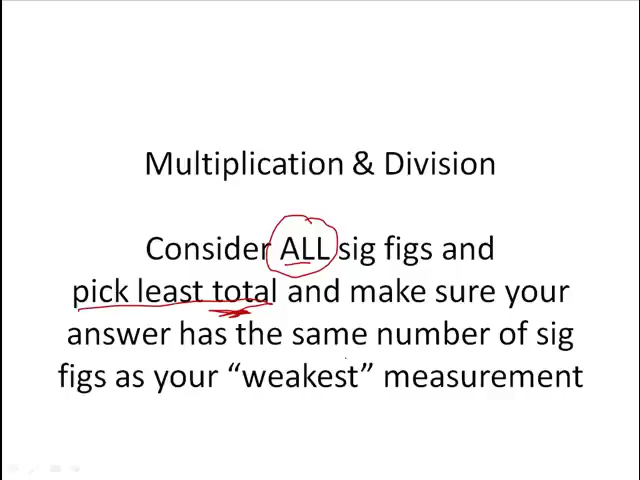 Multiplication & Division
Consider ALL sig figs and
pick least total and make sure your
answer has the same number of sig
figs as your “weakest” measurement